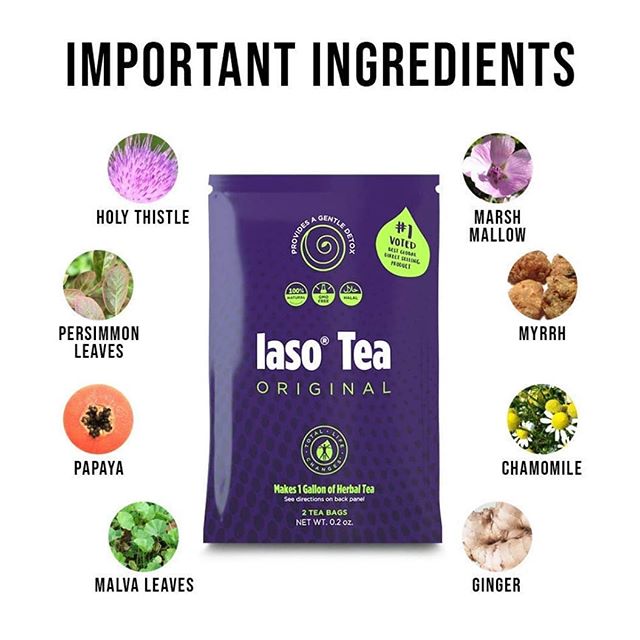 IMPORTANT INGREDIENTS
HOLY THISTLE
PERSIMMON
LEAVES
PAPAYA
MALVA LEAVES
PROVIDES A GENTLE DETOX
#1
VOTED
BEST GLOBAL
DIRECT SELLING
PRODUCT
100%
NATURAL
GMO
FREE
حلال
HALAL
Iaso® Tea
ORIGINAL
TOTAL • LIFE
CHANGES
Makes 1 Gallon of Herbal Tea
See directions on back panel
2 TEA BAGS
NET WT. 0.2 oz.
MARSH
MALLOW
MYRRH
CHAMOMILE
GINGER